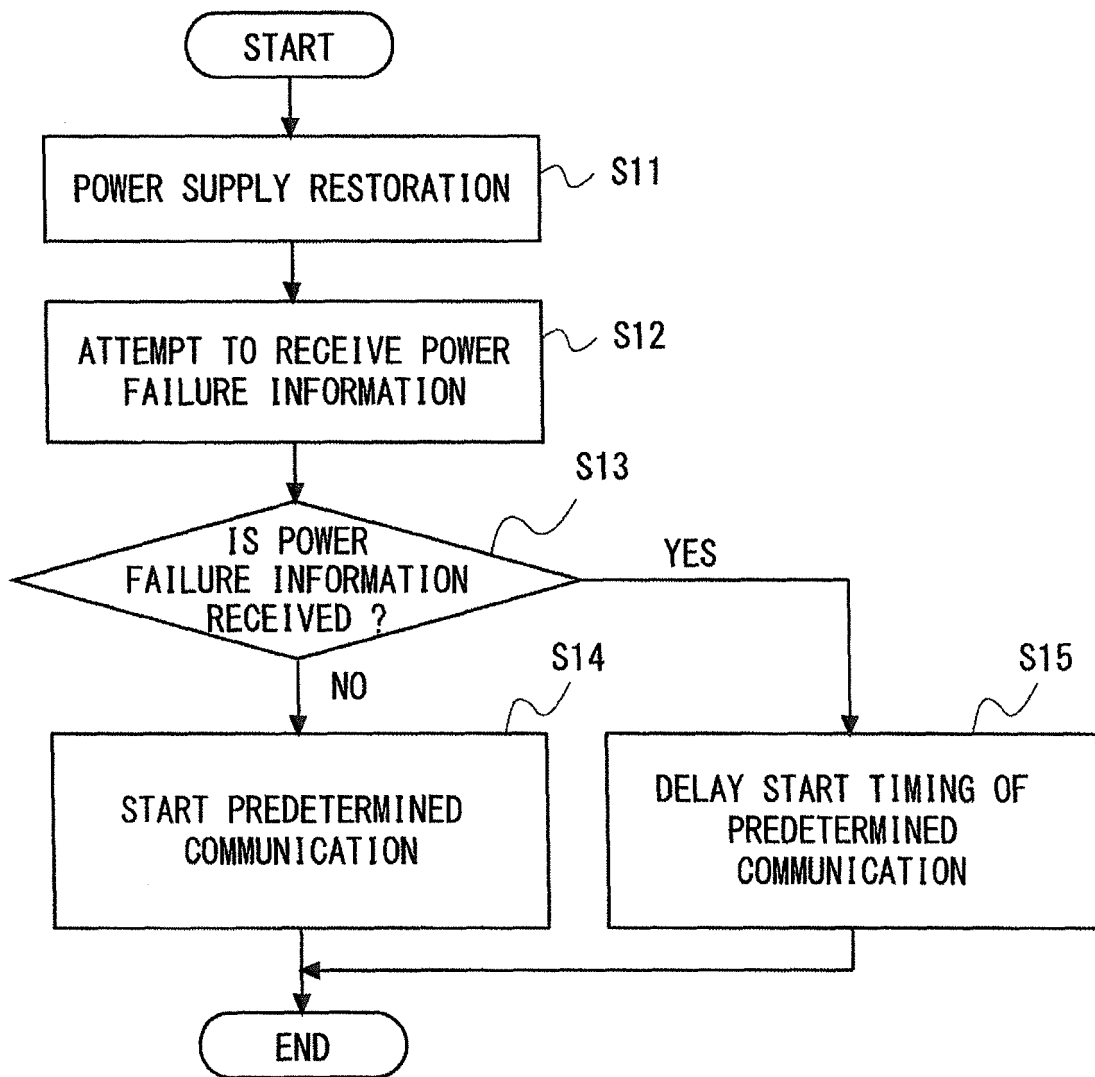 START
POWER SUPPLY RESTORATION
S11
ATTEMPT TO RECEIVE POWER
FAILURE INFORMATION
S12
S13
IS POWER
FAILURE INFORMATION
RECEIVED ?
YES
NO
S14
START PREDETERMINED
COMMUNICATION
S15
DELAY START TIMING OF
PREDETERMINED
COMMUNICATION
END